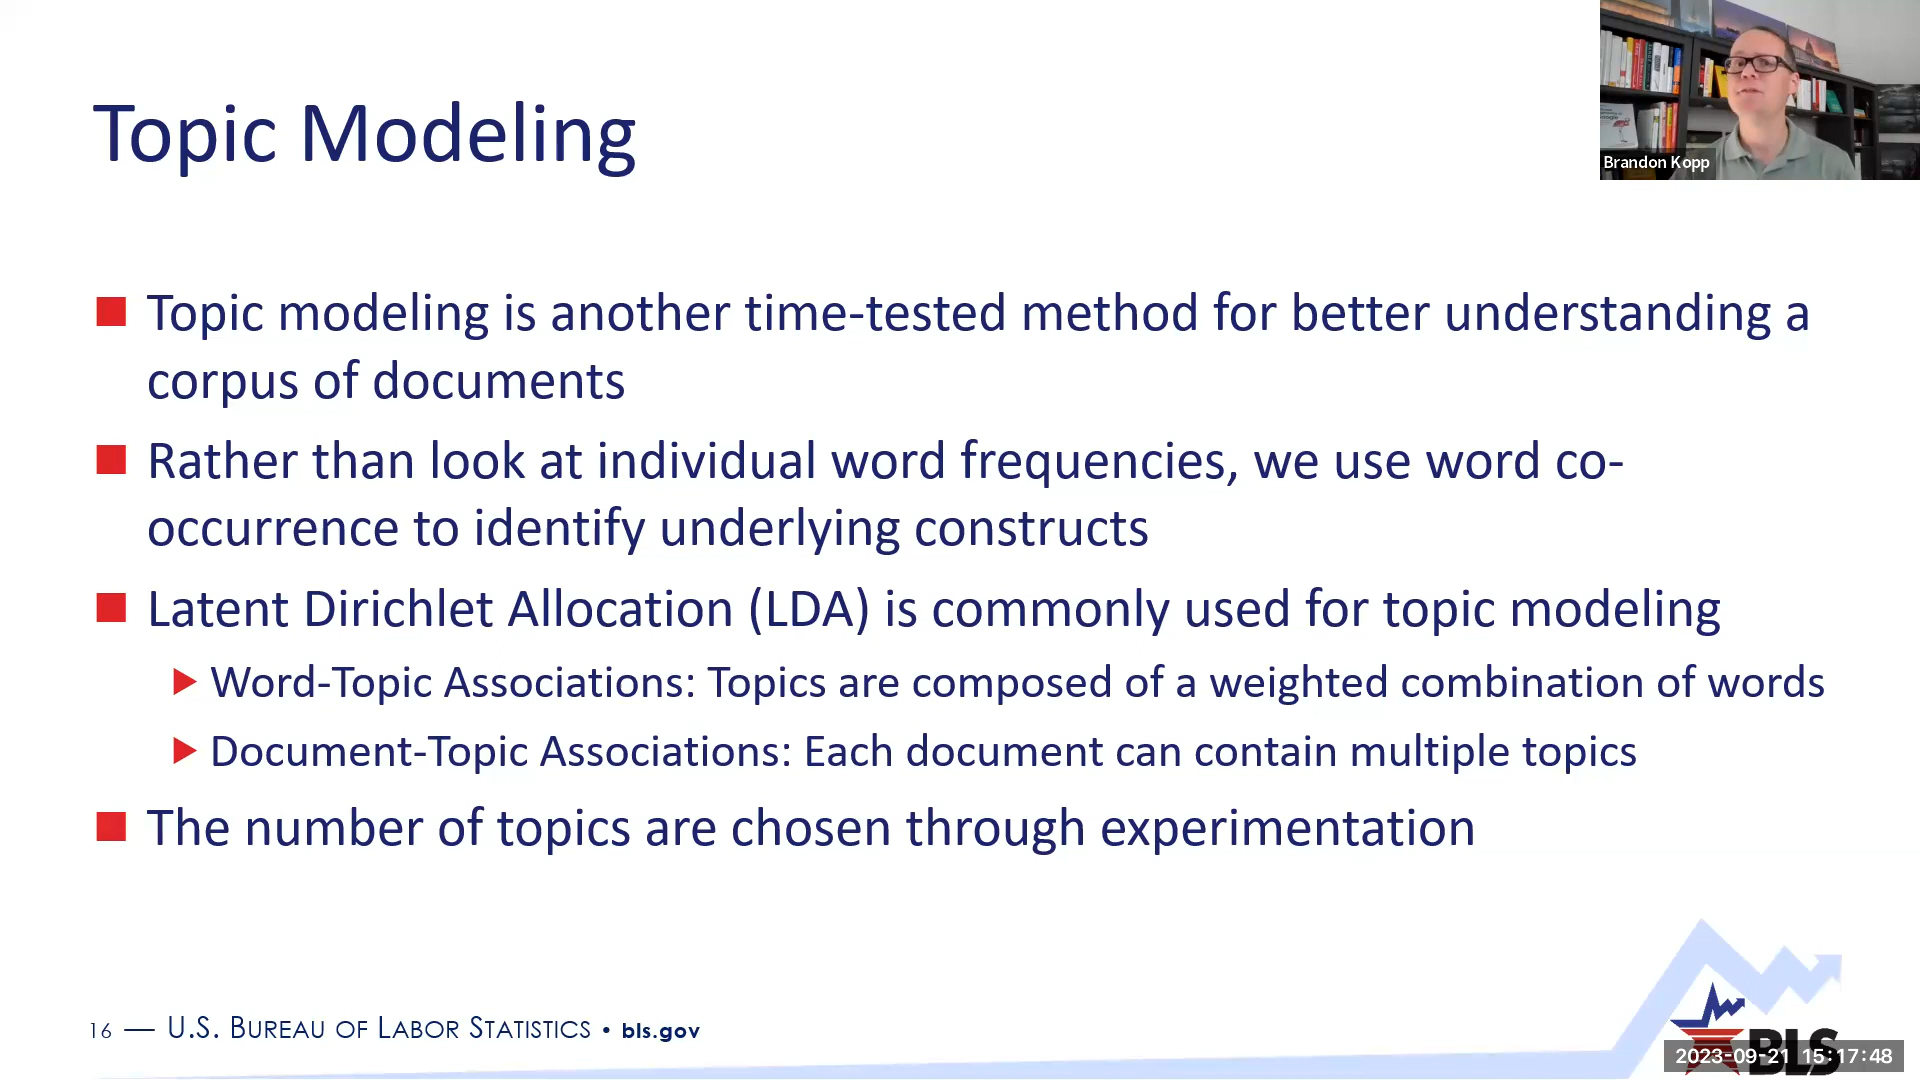 Topic Modeling
Brandon Kopp
Topic modeling is another time-tested method for better understanding a
corpus of documents
Rather than look at individual word frequencies, we use word co-
occurrence to identify underlying constructs
Latent Dirichlet Allocation (LDA) is commonly used for topic modeling
Word-Topic Associations: Topics are composed of a weighted combination of words
Document-Topic Associations: Each document can contain multiple topics
The number of topics are chosen through experimentation
16 — U.S. BUREAU OF LABOR STATISTICS • bls.gov
BLS
2023-09-21 15:17:48